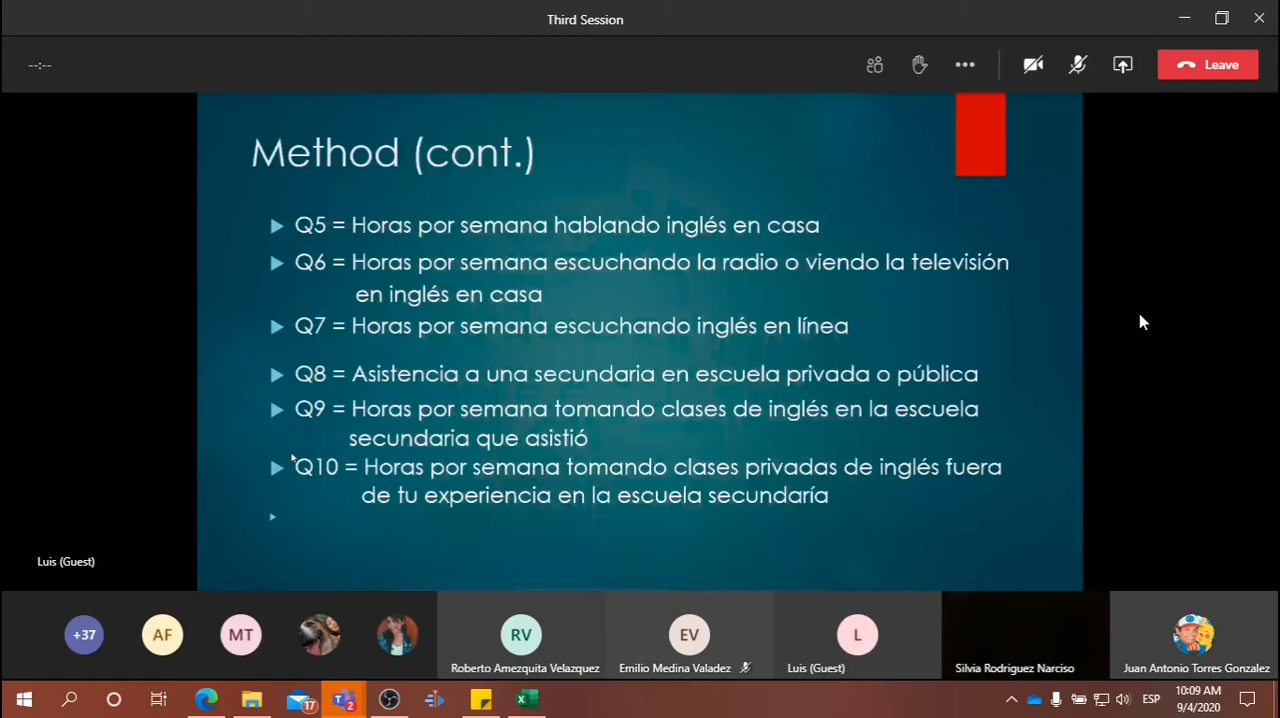 Third Session
--:--
Leave
Method (cont.)
Q5 = Horas por semana hablando inglés en casa
Q6 = Horas por semana escuchando la radio o viendo la televisión
en inglés en casa
Q7 = Horas por semana escuchando inglés en línea
Q8 = Asistencia a una secundaria en escuela privada o pública
Q9 = Horas por semana tomando clases de inglés en la escuela
secundaria que asistió
Q10 = Horas por semana tomando clases privadas de inglés fuera
de tu experiencia en la escuela secundaría
Luis (Guest)
+37
AF
MT
RV
EV
L
Roberto Amezquita Velazquez
Emilio Medina Valadez
Luis (Guest)
Silvia Rodriguez Narciso
Juan Antonio Torres Gonzalez
17
2
ESP
10:09 AM
9/4/2020